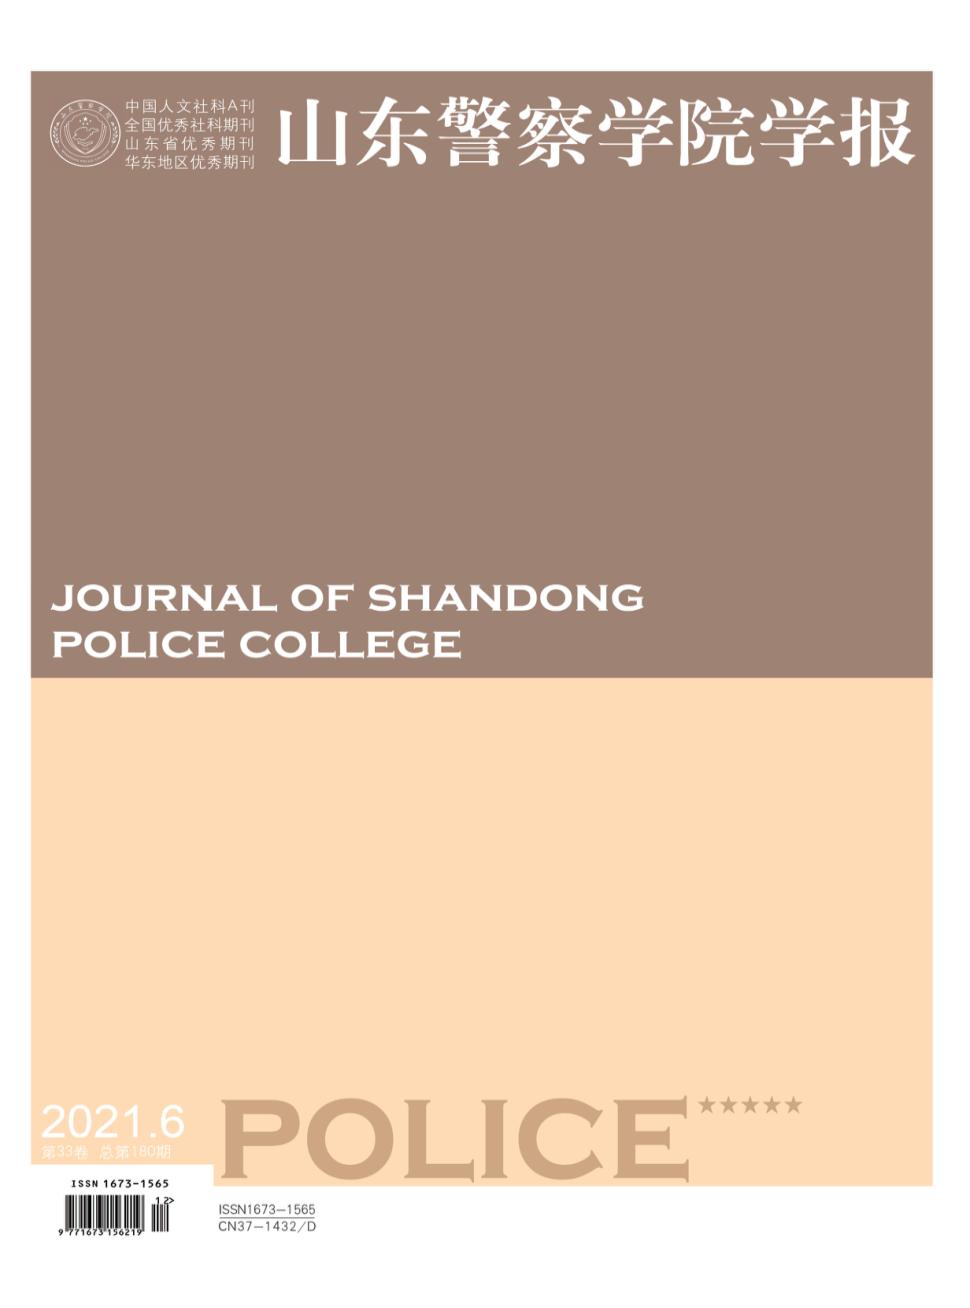 中国人文社科A刊
全国优秀社科期刊
山东省优秀期刊
华东地区优秀期刊
山东警察学院学报
JOURNAL OF SHANDONG
POLICE COLLEGE
2021.6
第33卷 总第180期
POLICE★★★★★
ISSN 1673-1565
12>
9 771673 156219
ISSN1673-1565
CN37-1432/D